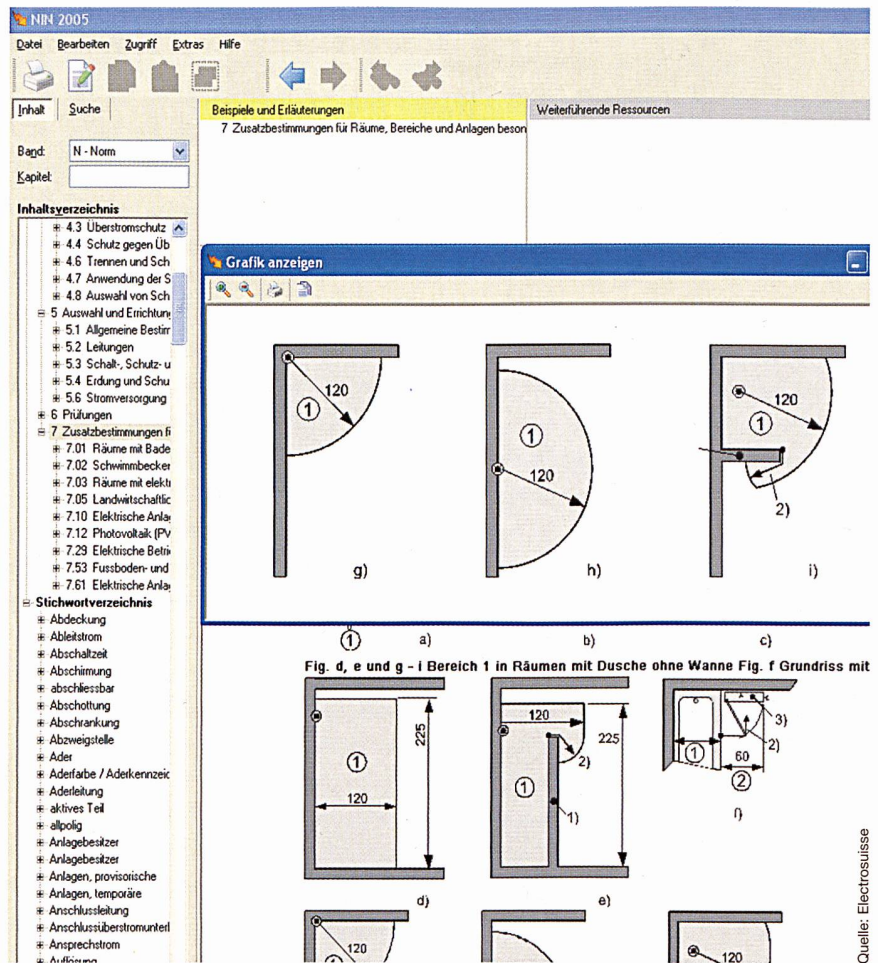 NIN 2005
Datei Bearbeiten Zugriff Extras Hilfe
Inhalt Suche
Band: N - Norm
Kapitel:
Inhaltsverzeichnis
4.3 Überstromschutz
4.4 Schutz gegen Üb
4.6 Trennen und Sch
4.7 Anwendung der S
4.8 Auswahl von Sch
5 Auswahl und Errichtung
5.1 Allgemeine Bestim
5.2 Leitungen
5.3 Schalt-, Schutz- u
5.4 Erdung und Schu
5.6 Stromversorgung
6 Prüfungen
7 Zusatzbestimmungen fü
7.01 Räume mit Bade
7.02 Schwimmbecken
7.03 Räume mit elektr
7.05 Landwirtschaftlic
7.10 Elektrische Anlag
7.12 Photovoltaik (PV
7.29 Elektrische Betrie
7.53 Fussboden- und
7.61 Elektrische Anlag
Stichwortverzeichnis
Abdeckung
Ableitstrom
Abschaltzeit
Abschirmung
abschliessbar
Abschottung
Abschrankung
Abzweigstelle
Ader
Aderfarbe / Aderkennzeic
Aderleitung
aktives Teil
allpolig
Anlagebesitzer
Anlagebesitzer
Anlagen, provisorische
Anlagen, temporäre
Anschlussleitung
Anschlussüberstromunterl
Ansprechstrom
Auflösung
Beispiele und Erläuterungen
7 Zusatzbestimmungen für Räume, Bereiche und Anlagen beson
Weiterführende Ressourcen
Grafik anzeigen
120
1
g)
1
120
h)
120
1
2)
i)
1 a) b) c)
Fig. d, e und g - i Bereich 1 in Räumen mit Dusche ohne Wanne Fig. f Grundriss mit
1
120
225
d)
120
2)
225
1
1)
e)
3)
2)
1
60
2
f)
120
1
120
Quelle: Electrosuisse